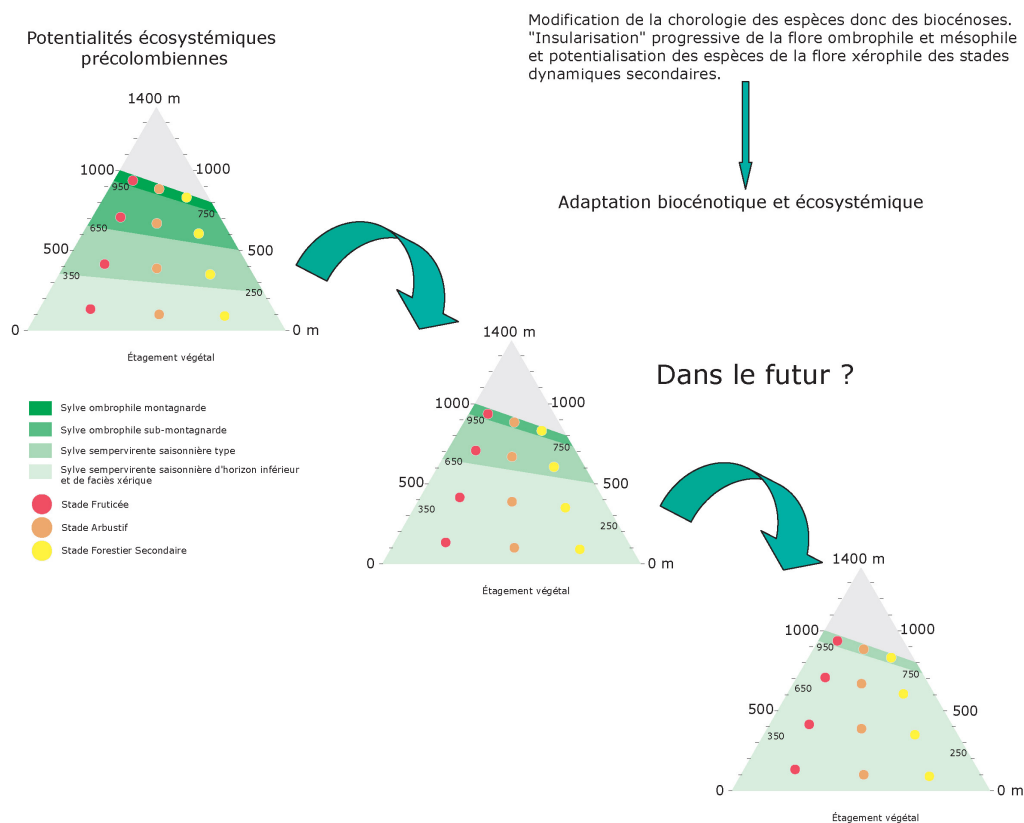 Modification de la chorologie des espèces donc des biocénoses.
"Insularisation" progressive de la flore ombrophile et mésophile
et potentialisation des espèces de la flore xérophile des stades
dynamiques secondaires.
Adaptation biocénotique et écosystémique
Potentialités écosystémiques
précolombiennes
1400 m
1000
1000
950
750
650
500
500
350
250
0
0 m
Étagement végétal
Sylve ombrophile montagnarde
Sylve ombrophile sub-montagnarde
Sylve sempervirente saisonnière type
Sylve sempervirente saisonnière d'horizon inférieur
et de faciès xérique
Stade Fruticée
Stade Arbustif
Stade Forestier Secondaire
1400 m
1000
1000
950
750
650
500
500
350
250
0
0 m
Étagement végétal
Dans le futur ?
1400 m
1000
1000
950
750
650
500
500
350
250
0
0 m
Étagement végétal